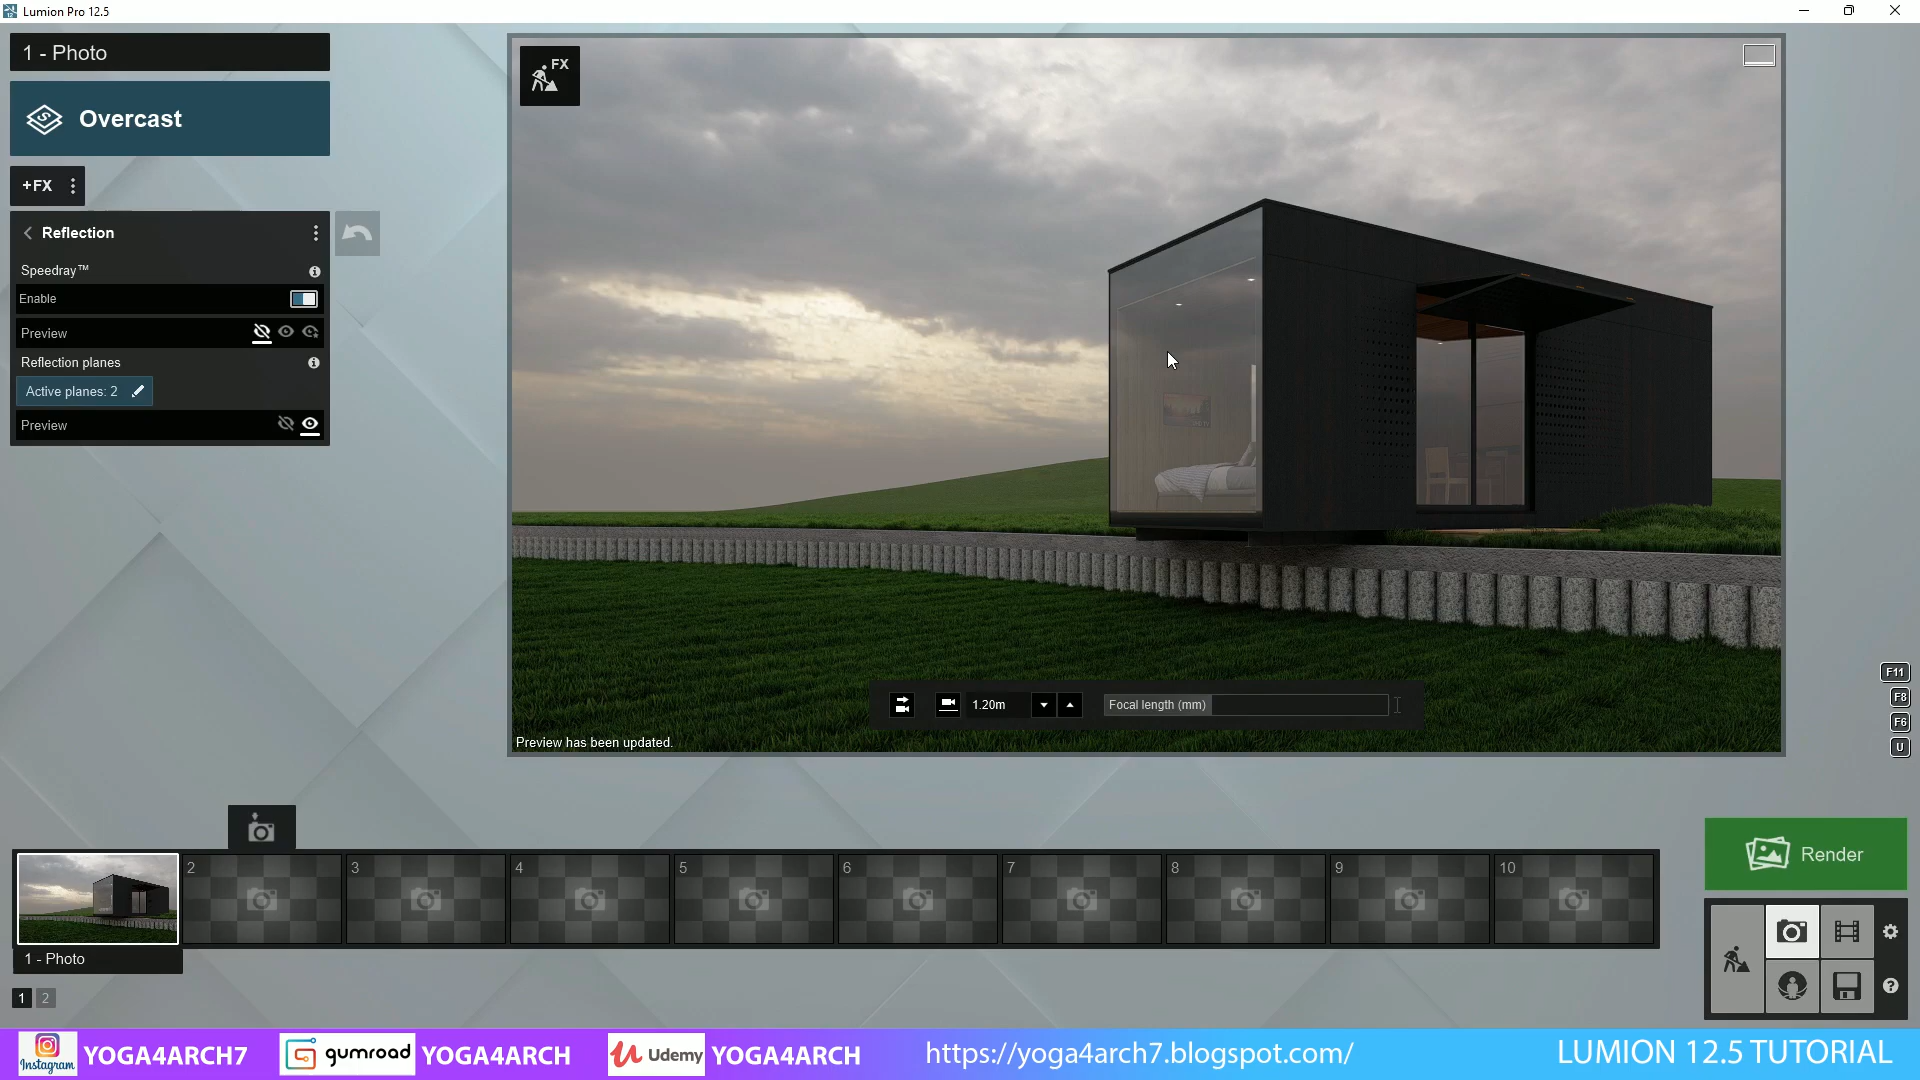 Lumion Pro 12.5
1 - Photo
Overcast
+FX
Reflection
Speedray™
Enable
Preview
Reflection planes
Active planes: 2
Preview
FX
1.20m
Focal length (mm)
Preview has been updated.
F11
F8
F6
U
Render
2
3
4
5
6
7
8
9
10
1 - Photo
1 2
Instagram YOGA4ARCH7 gumroad YOGA4ARCH Udemy YOGA4ARCH https://yoga4arch7.blogspot.com/ LUMION 12.5 TUTORIAL